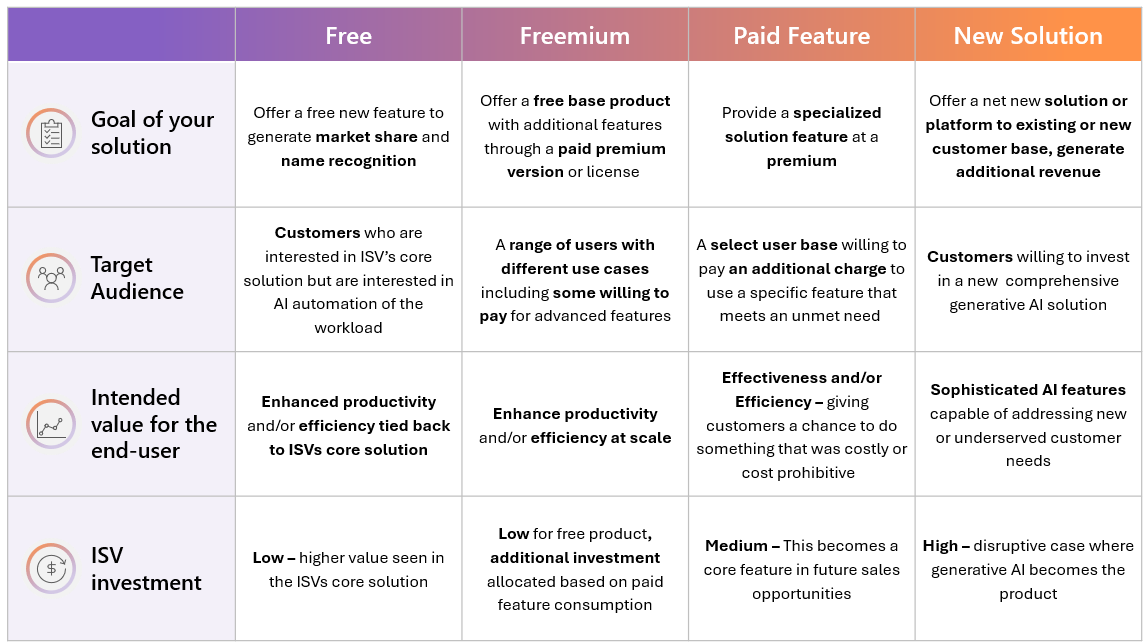 Free
Freemium
Paid Feature
New Solution
Goal of your
solution
Offer a free new feature to
generate market share and
name recognition
Offer a free base product
with additional features
through a paid premium
version or license
Provide a specialized
solution feature at a
premium
Offer a net new solution or
platform to existing or new
customer base, generate
additional revenue
Target
Audience
Customers who are
interested in ISV's core
solution but are interested in
AI automation of the
workload
A range of users with
different use cases
including some willing to
pay for advanced features
A select user base willing to
pay an additional charge to
use a specific feature that
meets an unmet need
Customers willing to invest
in a new  comprehensive
generative AI solution
Intended
value for the
end-user
Enhanced productivity
and/or efficiency tied back
to ISVs core solution
Enhance productivity
and/or efficiency at scale
Effectiveness and/or
Efficiency – giving
customers a chance to do
something that was costly or
cost prohibitive
Sophisticated AI features
capable of addressing new
or underserved customer
needs
ISV
investment
Low – higher value seen in
the ISVs core solution
Low for free product,
additional investment
allocated based on paid
feature consumption
Medium – This becomes a
core feature in future sales
opportunities
High – disruptive case where
generative AI becomes the
product